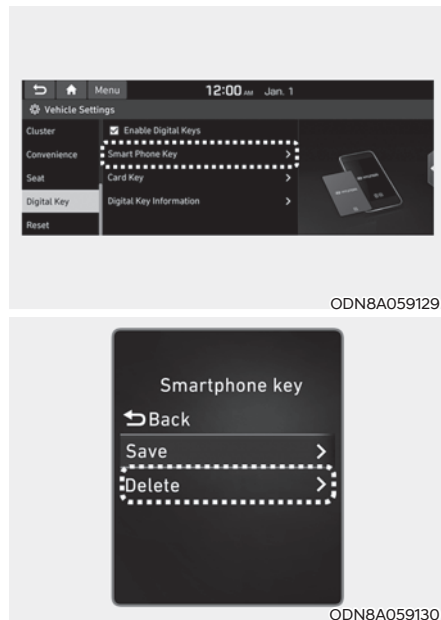 Menu 12:00 AM Jan. 1
Vehicle Settings
Cluster
Enable Digital Keys
Convenience
Smart Phone Key
Seat
Card Key
Digital Key
Digital Key Information
Reset
ODN8A059129
Smartphone key
Back
Save
Delete
ODN8A059130